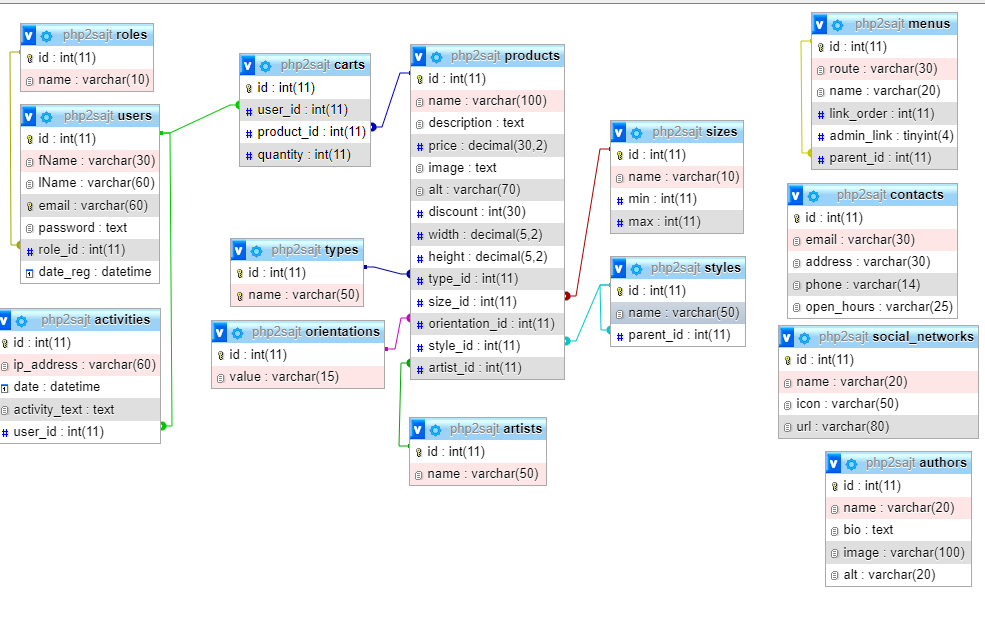 php2sajt roles
id : int(11)
name : varchar(10)
php2sajt users
id : int(11)
fName : varchar(30)
lName : varchar(60)
email : varchar(60)
password : text
role_id : int(11)
date_reg : datetime
php2sajt activities
id : int(11)
ip_address : varchar(60)
date : datetime
activity_text : text
user_id : int(11)
php2sajt carts
id : int(11)
user_id : int(11)
product_id : int(11)
quantity : int(11)
php2sajt types
id : int(11)
name : varchar(50)
php2sajt orientations
id : int(11)
value : varchar(15)
php2sajt products
id : int(11)
name : varchar(100)
description : text
price : decimal(30,2)
image : text
alt : varchar(70)
discount : int(30)
width : decimal(5,2)
height : decimal(5,2)
type_id : int(11)
size_id : int(11)
orientation_id : int(11)
style_id : int(11)
artist_id : int(11)
php2sajt artists
id : int(11)
name : varchar(50)
php2sajt sizes
id : int(11)
name : varchar(10)
min : int(11)
max : int(11)
php2sajt styles
id : int(11)
name : varchar(50)
parent_id : int(11)
php2sajt menus
id : int(11)
route : varchar(30)
name : varchar(20)
link_order : int(11)
admin_link : tinyint(4)
parent_id : int(11)
php2sajt contacts
id : int(11)
email : varchar(30)
address : varchar(30)
phone : varchar(14)
open_hours : varchar(25)
php2sajt social_networks
id : int(11)
name : varchar(20)
icon : varchar(50)
url : varchar(80)
php2sajt authors
id : int(11)
name : varchar(20)
bio : text
image : varchar(100)
alt : varchar(20)